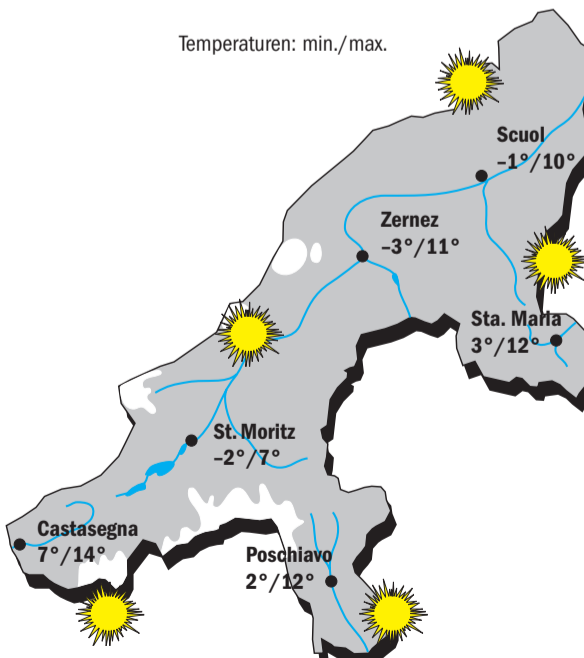 Temperaturen: min./max.
Scuol
–1°/10°
Zernez
–3°/11°
Sta. Maria
3°/12°
St. Moritz
–2°/7°
Castasegna
7°/14°
Poschiavo
2°/12°